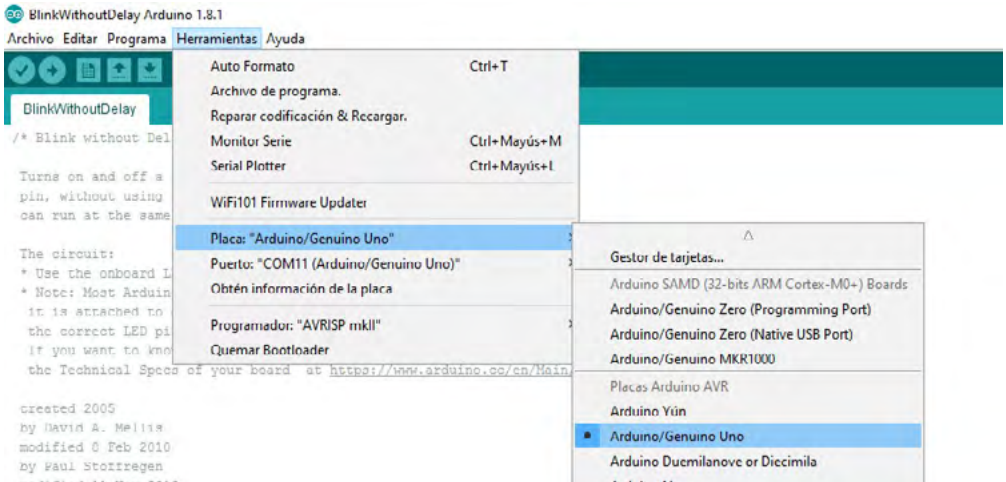 BlinkWithoutDelay Arduino 1.8.1
Archivo Editar Programa Herramientas Ayuda
BlinkWithoutDelay
Auto Formato Ctrl+T
Archivo de programa.
Reparar codificación & Recargar.
Monitor Serie Ctrl+Mayús+M
Serial Plotter Ctrl+Mayús+L
WiFi101 Firmware Updater
Placa: "Arduino/Genuino Uno"
Puerto: "COM11 (Arduino/Genuino Uno)"
Obtén información de la placa
Programador: "AVRISP mkII"
Quemar Bootloader
Gestor de tarjetas...
Arduino SAMD (32-bits ARM Cortex-M0+) Boards
Arduino/Genuino Zero (Programming Port)
Arduino/Genuino Zero (Native USB Port)
Arduino/Genuino MKR1000
Placas Arduino AVR
Arduino Yún
Arduino/Genuino Uno
Arduino Duemilanove or Diecimila
/* Blink without Del
Turns on and off a
pin, without using
can run at the same
The circuit:
* Use the onboard L
* Note: Most Arduin
it is attached to
the correct LED pi
If you want to kno
the Technical Specs of your board at https://www.arduino.cc/en/Main/
created 2005
by David A. Mellis
modified 8 Feb 2010
by Paul Stoffregen